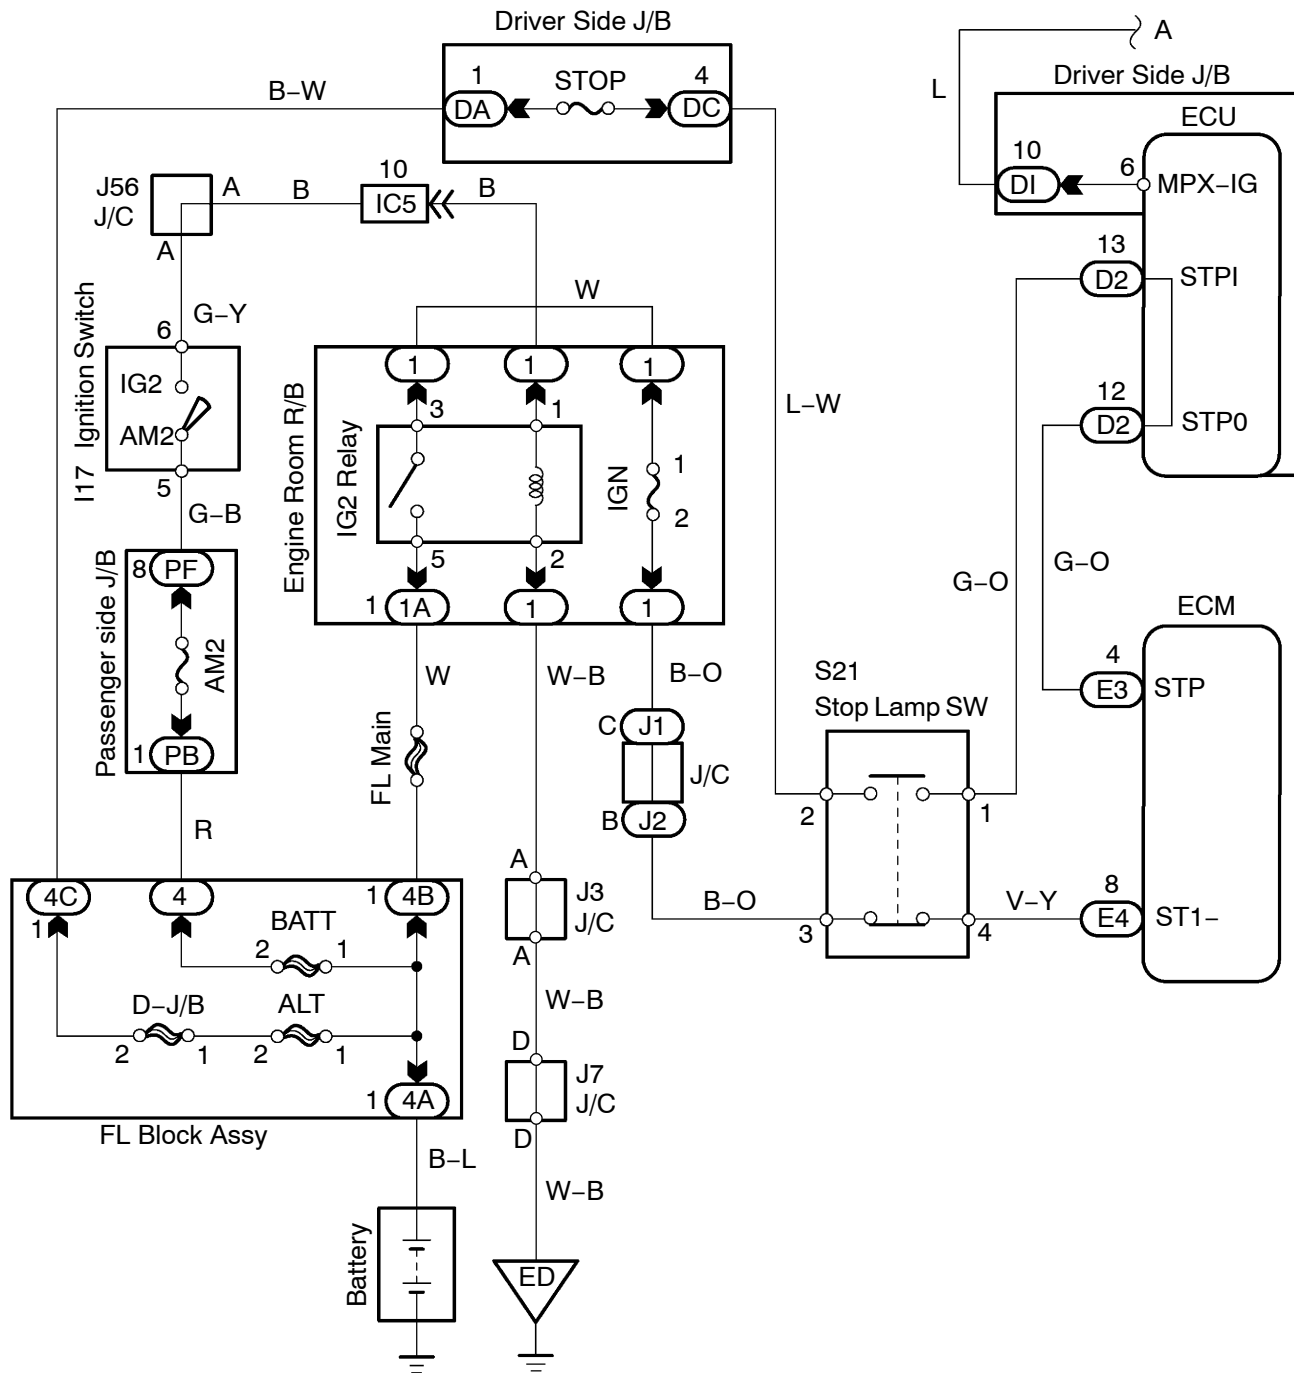 Driver Side J/B
A
B–W
1
STOP
4
L
Driver Side J/B
DA
DC
ECU
10
6
DI
MPX–IG
J56
J/C
A
B
10
IC5
B
A
13
D2
STPI
G–Y
W
I17 Ignition Switch
6
IG2
AM2
5
Engine Room R/B
1
1
1
3
1
IG2 Relay
IGN
1
2
5
2
1
1A
1
1
L–W
12
D2
STP0
G–B
Passenger side J/B
8
PF
AM2
1
PB
G–O
G–O
ECM
W
W–B
B–O
S21
Stop Lamp SW
4
E3
STP
FL Main
C
J1
J/C
B
J2
2
1
R
A
J3
J/C
A
B–O
3
4
V–Y
8
E4
ST1–
4C
1
4
1
4B
BATT
2
1
D–J/B
ALT
2
1
2
1
W–B
D
J7
J/C
D
1
4A
FL Block Assy
B–L
W–B
Battery
ED